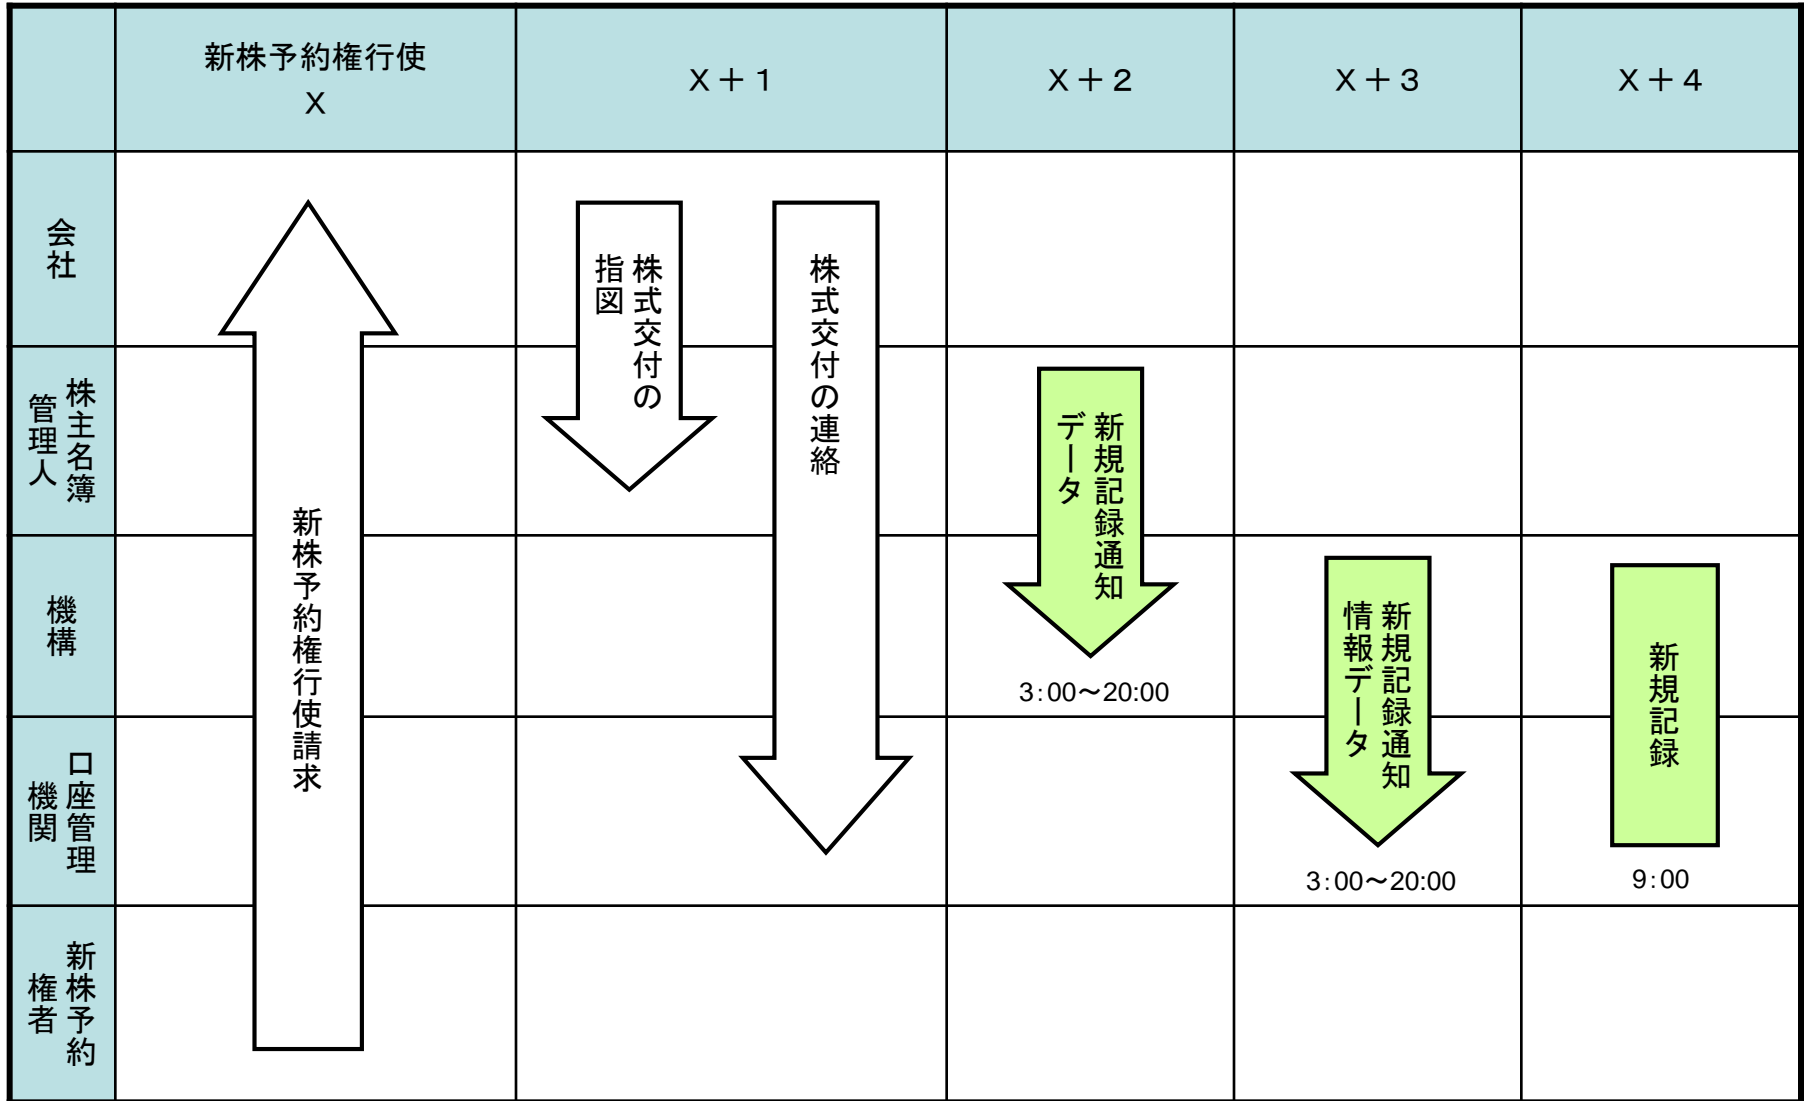 新株予約権行使
X
X＋1
X＋2
X＋3
X＋4
会社
株主名簿
管理人
機構
口座管理
機関
新株予約
権者
新株予約権行使請求
株式交付の
指図
株式交付の連絡
新規記録通知
データ
3:00～20:00
新規記録通知
情報データ
3:00～20:00
新規記録
9:00